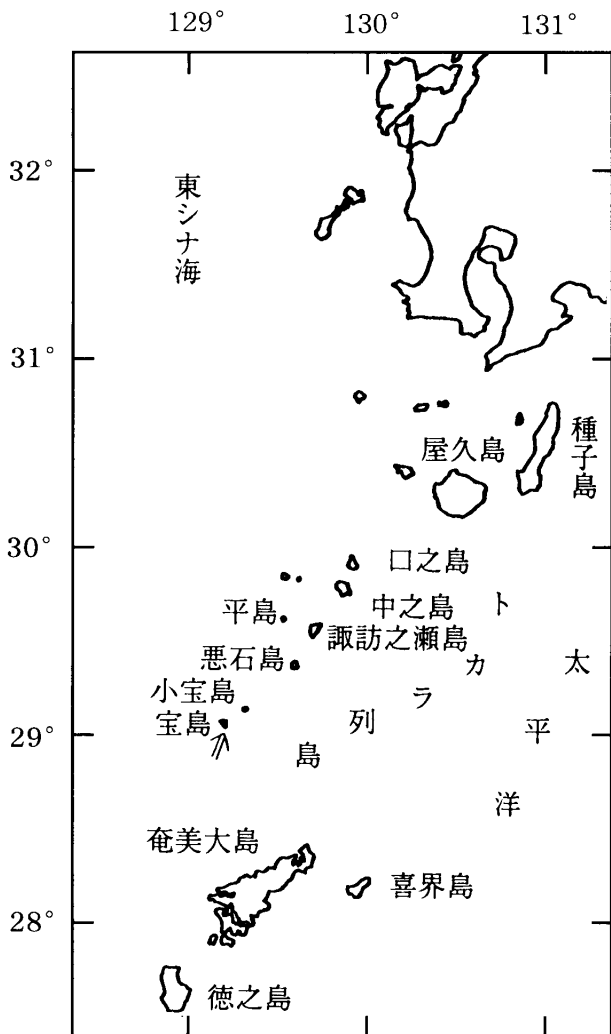 129°
130°
131°
32°
東シナ海
31°
屋久島
種子島
30°
口之島
平島
中之島
諏訪之瀬島
悪石島
小宝島
宝島
トカラ列島
太平洋
29°
奄美大島
喜界島
28°
徳之島